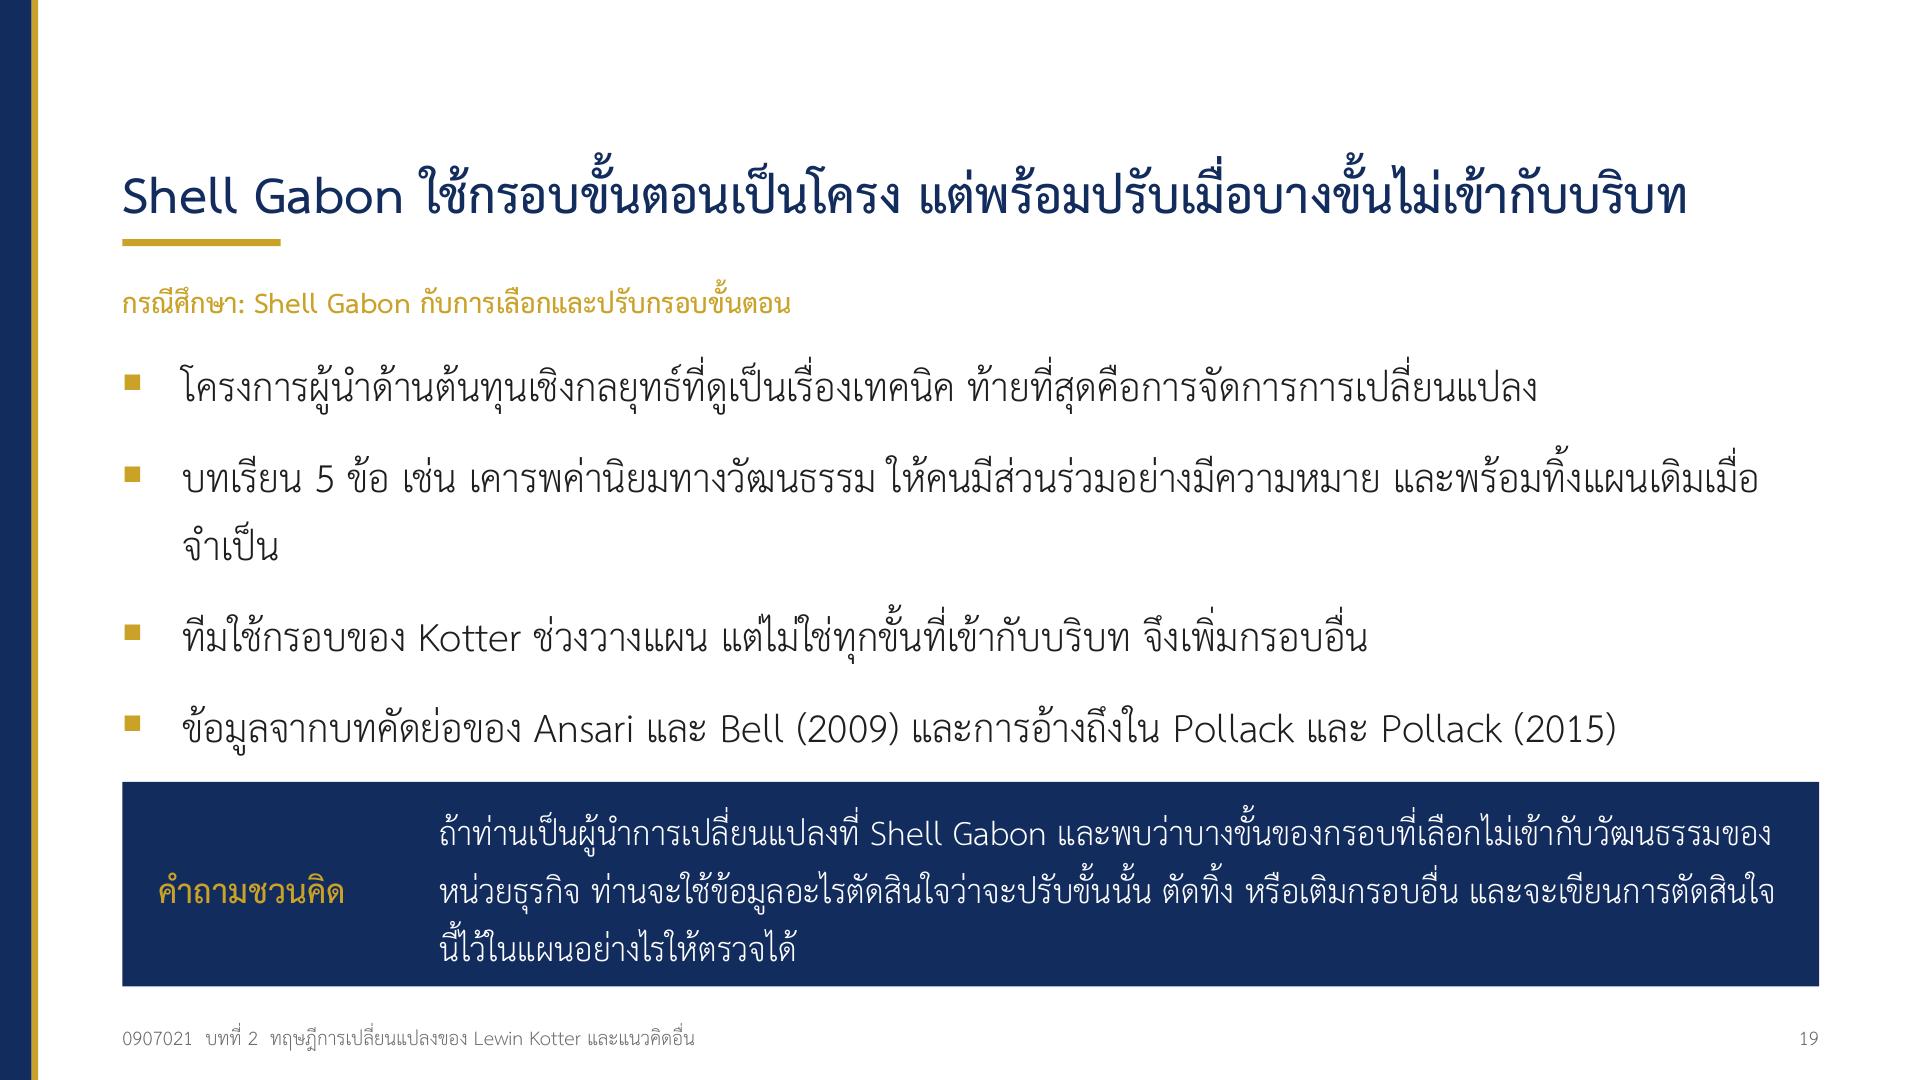 Shell Gabon ใช้กรอบขั้นตอนเป็นโครง แต่พร้อมปรับเมื่อบางขั้นไม่เข้ากับบริบท
กรณีศึกษา: Shell Gabon กับการเลือกและปรับกรอบขั้นตอน
โครงการผู้นำด้านต้นทุนเชิงกลยุทธ์ที่ดูเป็นเรื่องเทคนิค ท้ายที่สุดคือการจัดการการเปลี่ยนแปลง
บทเรียน 5 ข้อ เช่น เคารพค่านิยมทางวัฒนธรรม ให้คนมีส่วนร่วมอย่างมีความหมาย และพร้อมทิ้งแผนเดิมเมื่อ
จำเป็น
ทีมใช้กรอบของ Kotter ช่วงวางแผน แต่ไม่ใช่ทุกขั้นที่เข้ากับบริบท จึงเพิ่มกรอบอื่น
ข้อมูลจากบทคัดย่อของ Ansari และ Bell (2009) และการอ้างถึงใน Pollack และ Pollack (2015)
คำถามชวนคิด
ถ้าท่านเป็นผู้นำการเปลี่ยนแปลงที่ Shell Gabon และพบว่าบางขั้นของกรอบที่เลือกไม่เข้ากับวัฒนธรรมของ
หน่วยธุรกิจ ท่านจะใช้ข้อมูลอะไรตัดสินใจว่าจะปรับขั้นนั้น ตัดทิ้ง หรือเติมกรอบอื่น และจะเขียนการตัดสินใจ
นี้ไว้ในแผนอย่างไรให้ตรวจได้
0907021 บทที่ 2 ทฤษฎีการเปลี่ยนแปลงของ Lewin Kotter และแนวคิดอื่น
19